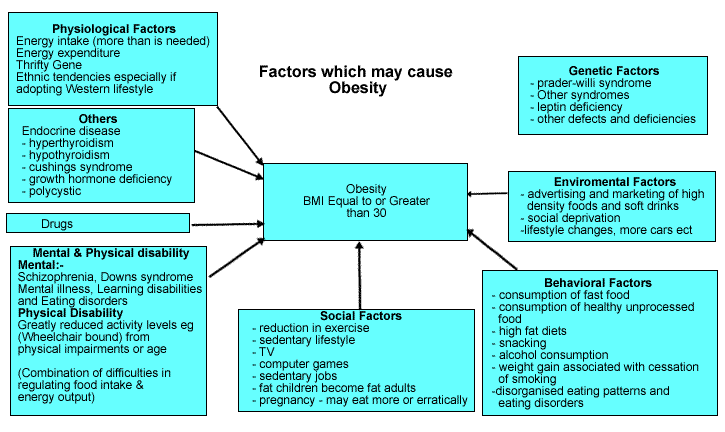 Physiological Factors
Energy intake (more than is needed)
Energy expenditure
Thrifty Gene
Ethnic tendencies especially if
adopting Western lifestyle
Factors which may cause
Obesity
Genetic Factors
- prader-willi syndrome
- Other syndromes
- leptin deficiency
- other defects and deficiencies
Others
Endocrine disease
- hyperthyroidism
- hypothyroidism
- cushings syndrome
- growth hormone deficiency
- polycystic
Obesity
BMI Equal to or Greater
than 30
Enviromental Factors
- advertising and marketing of high
density foods and soft drinks
- social deprivation
-lifestyle changes, more cars ect
Drugs
Mental & Physical disability
Mental:-
Schizophrenia, Downs syndrome
Mental illness, Learning disabilities
and Eating disorders
Physical Disability
Greatly reduced activity levels eg
(Wheelchair bound) from
physical impairments or age
(Combination of difficulties in
regulating food intake &
energy output)
Social Factors
- reduction in exercise
- sedentary lifestyle
- TV
- computer games
- sedentary jobs
- fat children become fat adults
- pregnancy - may eat more or erratically
Behavioral Factors
- consumption of fast food
- consumption of healthy unprocessed
food
- high fat diets
- snacking
- alcohol consumption
- weight gain associated with cessation
of smoking
-disorganised eating patterns and
eating disorders